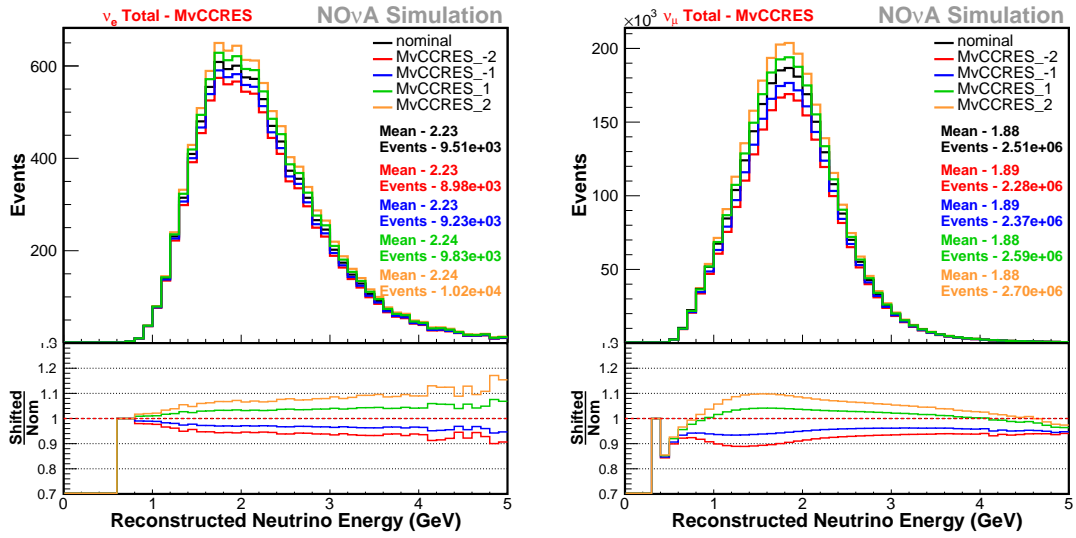 ν_e Total - MvCCRES
NOνA Simulation
nominal
MvCCRES_-2
MvCCRES_-1
MvCCRES_1
MvCCRES_2
Mean - 2.23
Events - 9.51e+03
Mean - 2.23
Events - 8.98e+03
Mean - 2.23
Events - 9.23e+03
Mean - 2.24
Events - 9.83e+03
Mean - 2.24
Events - 1.02e+04
Events
600
400
200
Shifted
Nom
1.3
1.2
1.1
1
0.9
0.8
0.7
0 1 2 3 4 5
Reconstructed Neutrino Energy (GeV)
ν_μ Total - MvCCRES
NOνA Simulation
×10³
nominal
MvCCRES_-2
MvCCRES_-1
MvCCRES_1
MvCCRES_2
Mean - 1.88
Events - 2.51e+06
Mean - 1.89
Events - 2.28e+06
Mean - 1.89
Events - 2.37e+06
Mean - 1.88
Events - 2.59e+06
Mean - 1.88
Events - 2.70e+06
Events
200
150
100
50
Shifted
Nom
1.3
1.2
1.1
1
0.9
0.8
0.7
0 1 2 3 4 5
Reconstructed Neutrino Energy (GeV)